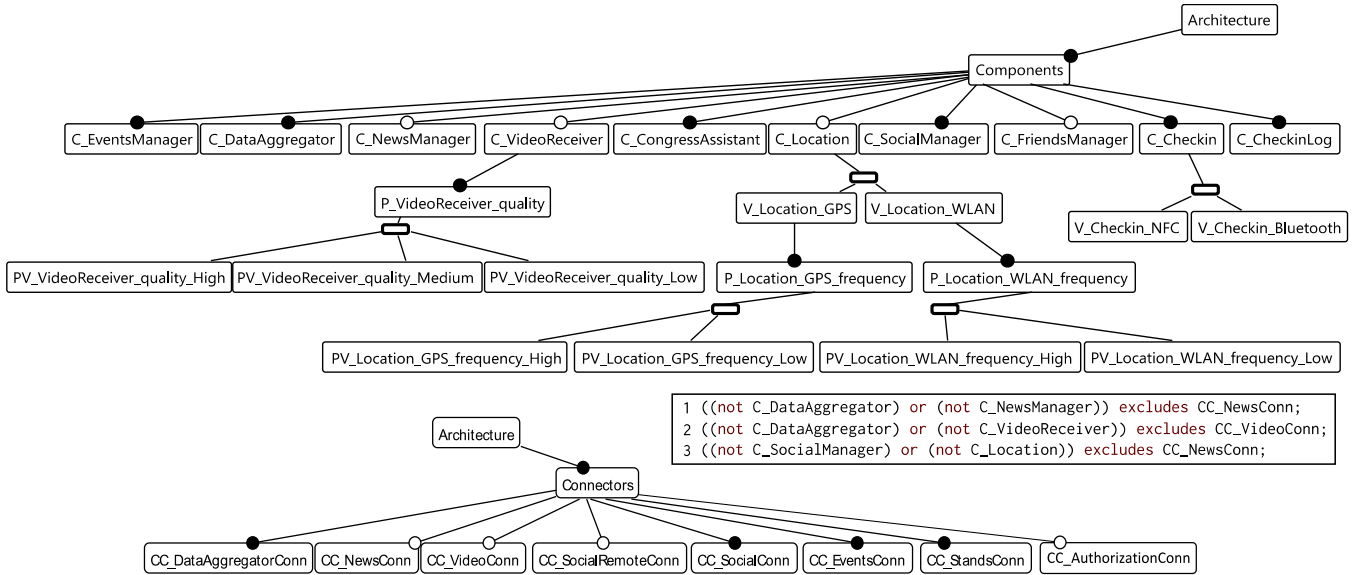 Architecture
Components
C_EventsManager
C_DataAggregator
C_NewsManager
C_VideoReceiver
C_CongressAssistant
C_Location
C_SocialManager
C_FriendsManager
C_Checkin
C_CheckinLog
P_VideoReceiver_quality
V_Location_GPS
V_Location_WLAN
V_Checkin_NFC
V_Checkin_Bluetooth
PV_VideoReceiver_quality_High
PV_VideoReceiver_quality_Medium
PV_VideoReceiver_quality_Low
P_Location_GPS_frequency
P_Location_WLAN_frequency
PV_Location_GPS_frequency_High
PV_Location_GPS_frequency_Low
PV_Location_WLAN_frequency_High
PV_Location_WLAN_frequency_Low
1 ((not C_DataAggregator) or (not C_NewsManager)) excludes CC_NewsConn;
2 ((not C_DataAggregator) or (not C_VideoReceiver)) excludes CC_VideoConn;
3 ((not C_SocialManager) or (not C_Location)) excludes CC_NewsConn;
Architecture
Connectors
CC_DataAggregatorConn
CC_NewsConn
CC_VideoConn
CC_SocialRemoteConn
CC_SocialConn
CC_EventsConn
CC_StandsConn
CC_AuthorizationConn